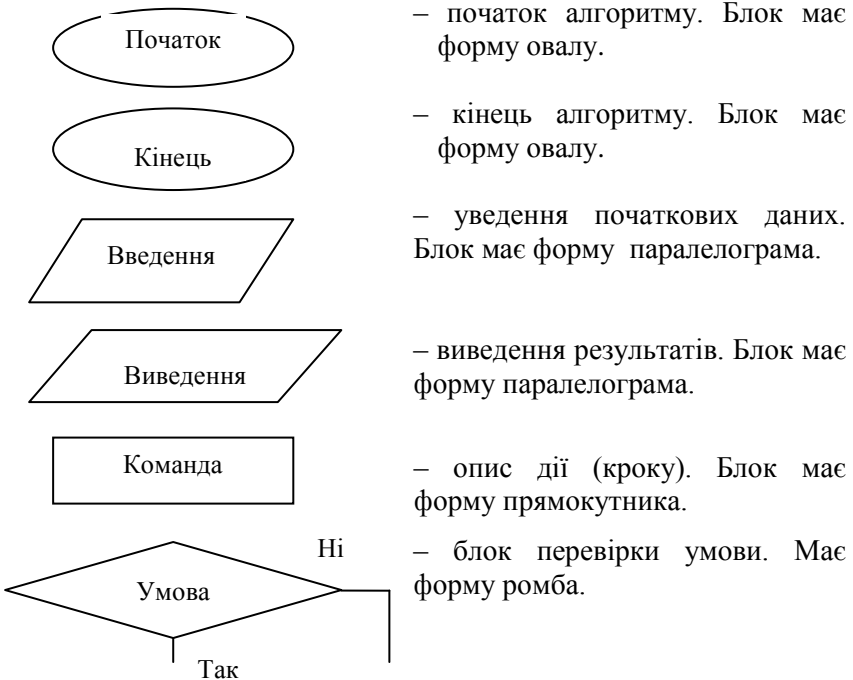 Початок
– початок алгоритму. Блок має
форму овалу.
Кінець
– кінець алгоритму. Блок має
форму овалу.
Введення
– уведення початкових даних.
Блок має форму паралелограма.
Виведення
– виведення результатів. Блок має
форму паралелограма.
Команда
– опис дії (кроку). Блок має
форму прямокутника.
Умова
Ні
Так
– блок перевірки умови. Має
форму ромба.